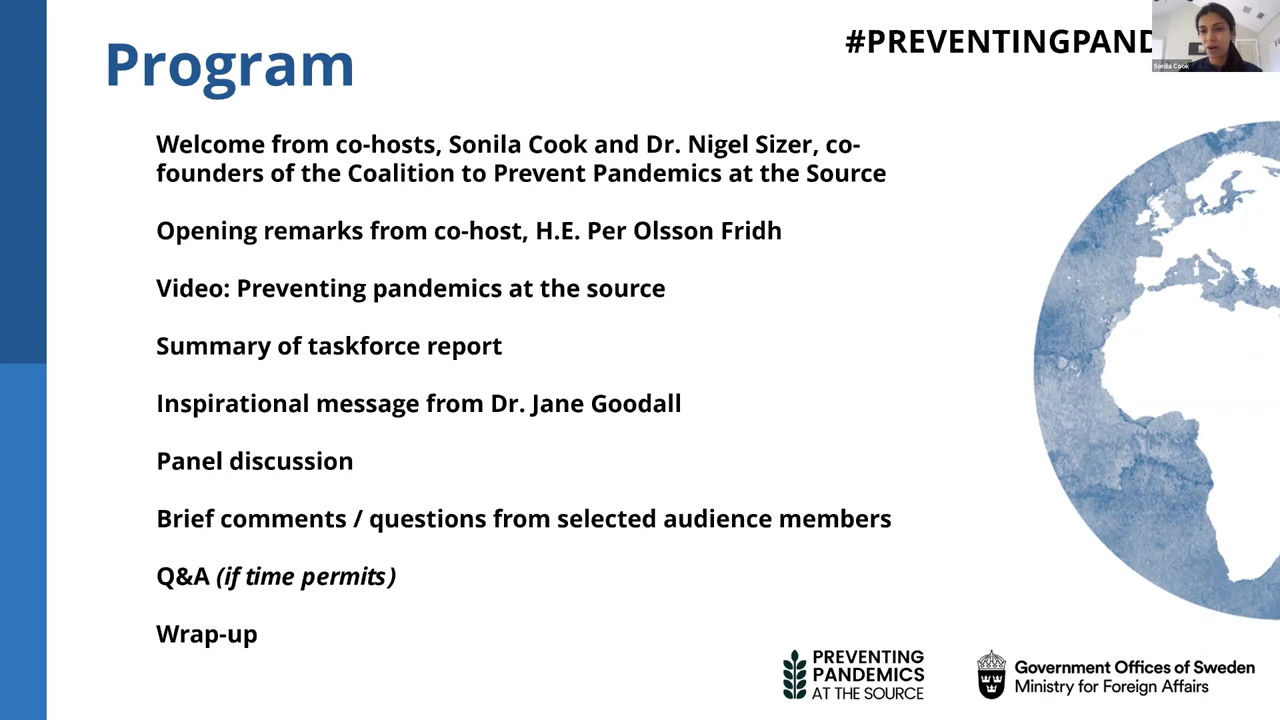 Program
#PREVENTINGPAND
Sonila Cook
Welcome from co-hosts, Sonila Cook and Dr. Nigel Sizer, co-
founders of the Coalition to Prevent Pandemics at the Source
Opening remarks from co-host, H.E. Per Olsson Fridh
Video: Preventing pandemics at the source
Summary of taskforce report
Inspirational message from Dr. Jane Goodall
Panel discussion
Brief comments / questions from selected audience members
Q&A (if time permits)
Wrap-up
PREVENTING
PANDEMICS
AT THE SOURCE
Government Offices of Sweden
Ministry for Foreign Affairs